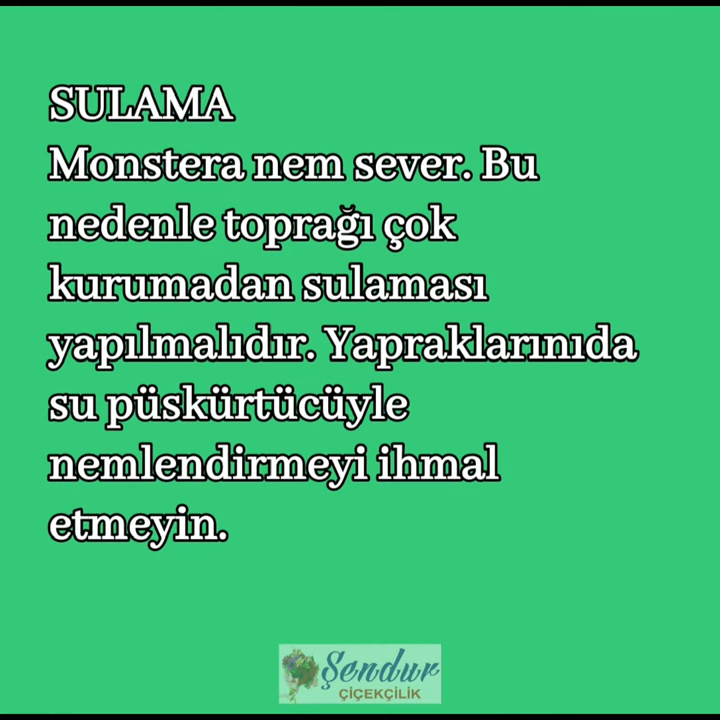 SULAMA
Monstera nem sever. Bu
nedenle toprağı çok
kurumadan sulaması
yapılmalıdır. Yapraklarınıda
su püskürtücüyle
nemlendirmeyi ihmal
etmeyin.
Şendur
ÇİÇEKÇİLİK